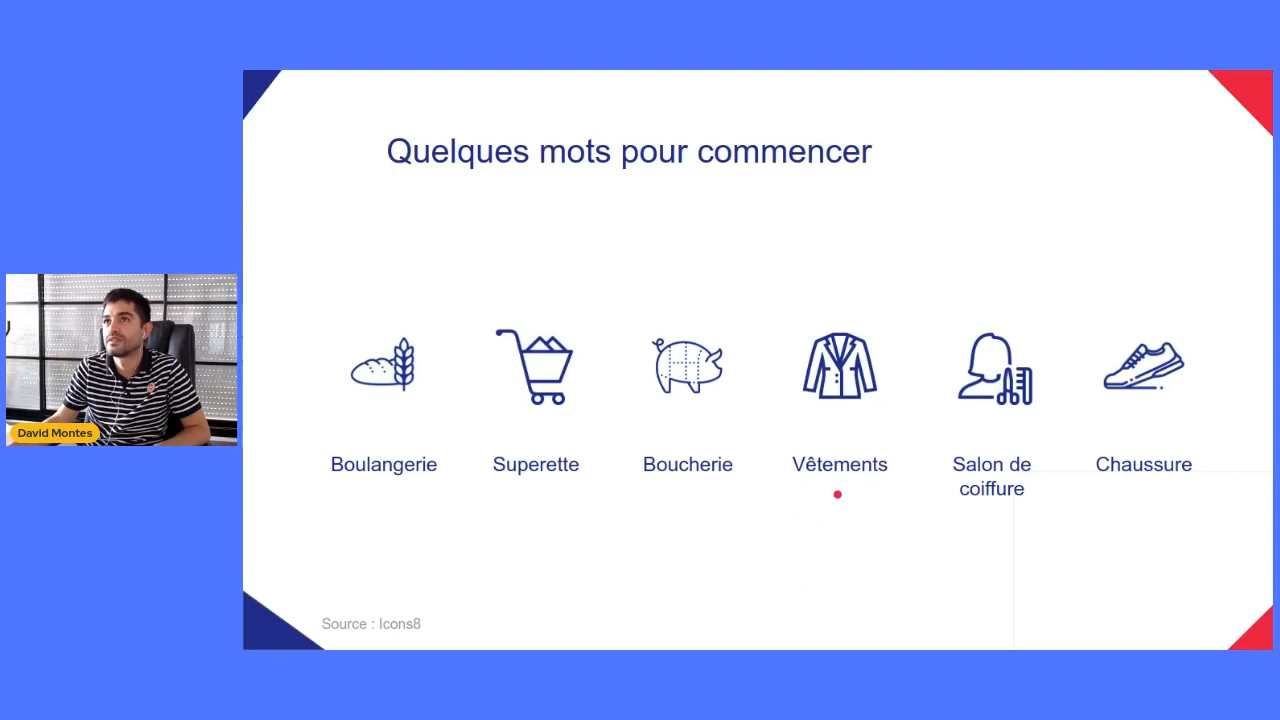 Quelques mots pour commencer
David Montes
Boulangerie
Superette
Boucherie
Vêtements
Salon de
coiffure
Chaussure
Source : Icons8